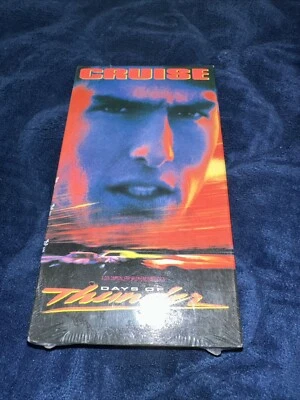 CRUISE
DAYS OF
Thunder